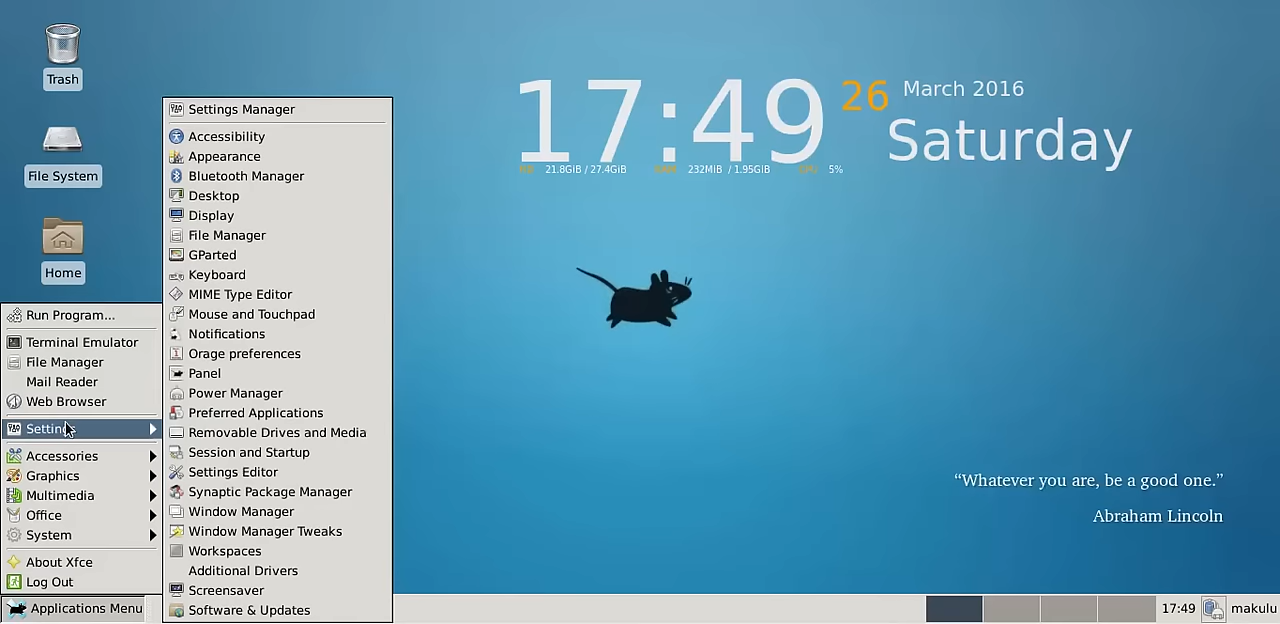 Trash
File System
Home
17:49
26
March 2016
Saturday
21.8GIB / 27.4GIB
232MIB / 1.95GIB
5%
Settings Manager
Accessibility
Appearance
Bluetooth Manager
Desktop
Display
File Manager
GParted
Keyboard
MIME Type Editor
Mouse and Touchpad
Notifications
Orage preferences
Panel
Power Manager
Preferred Applications
Removable Drives and Media
Session and Startup
Settings Editor
Synaptic Package Manager
Window Manager
Window Manager Tweaks
Workspaces
Additional Drivers
Screensaver
Software & Updates
Run Program...
Terminal Emulator
File Manager
Mail Reader
Web Browser
Settings
Accessories
Graphics
Multimedia
Office
System
About Xfce
Log Out
“Whatever you are, be a good one.”
Abraham Lincoln
Applications Menu
17:49
makulu